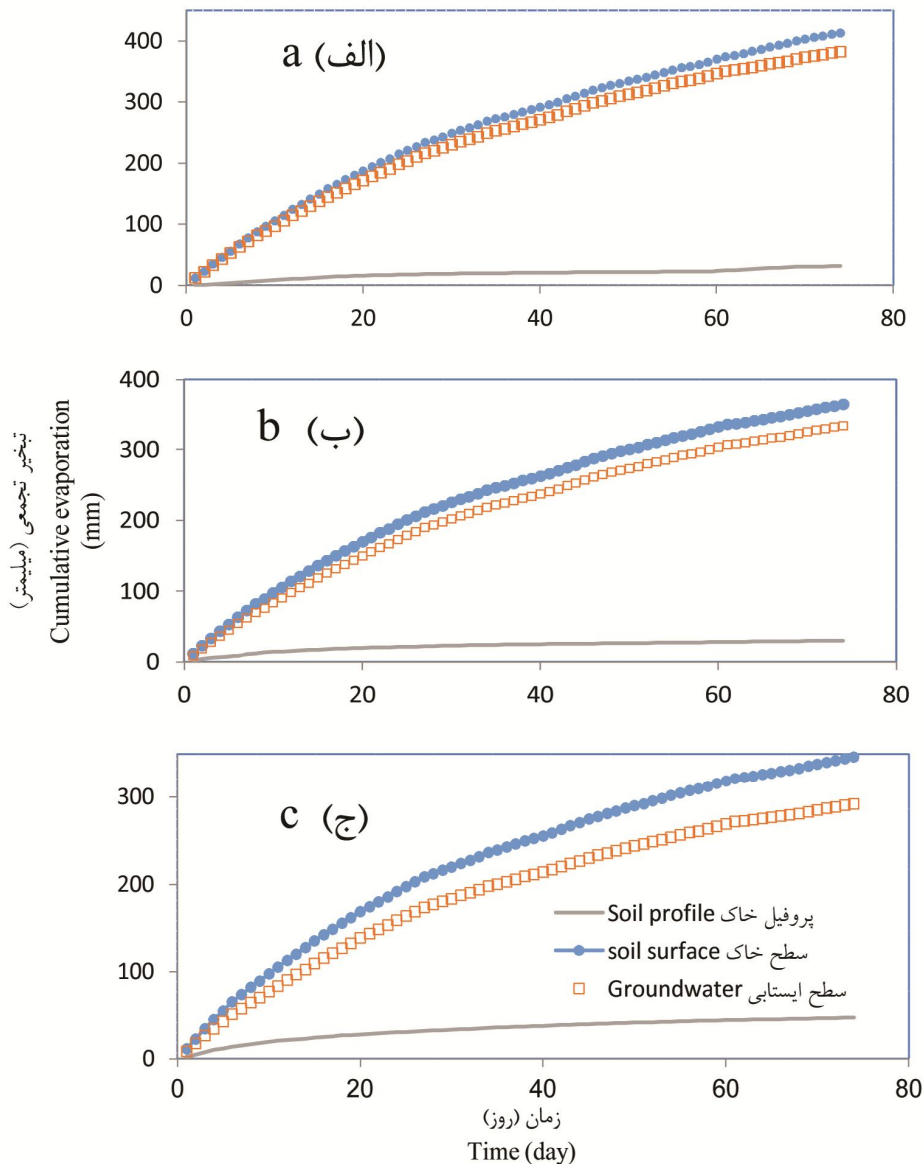 a (الف)
400
300
200
100
0
0 20 40 60 80
b (ب)
400
300
200
100
0
0 20 40 60 80
تبخیر تجمعی (میلیمتر)
Cumulative evaporation
(mm)
c (ج)
300
200
100
0
Soil profile پروفیل خاک
soil surface سطح خاک
Groundwater سطح ایستابی
0 20 40 60 80
زمان (روز)
Time (day)